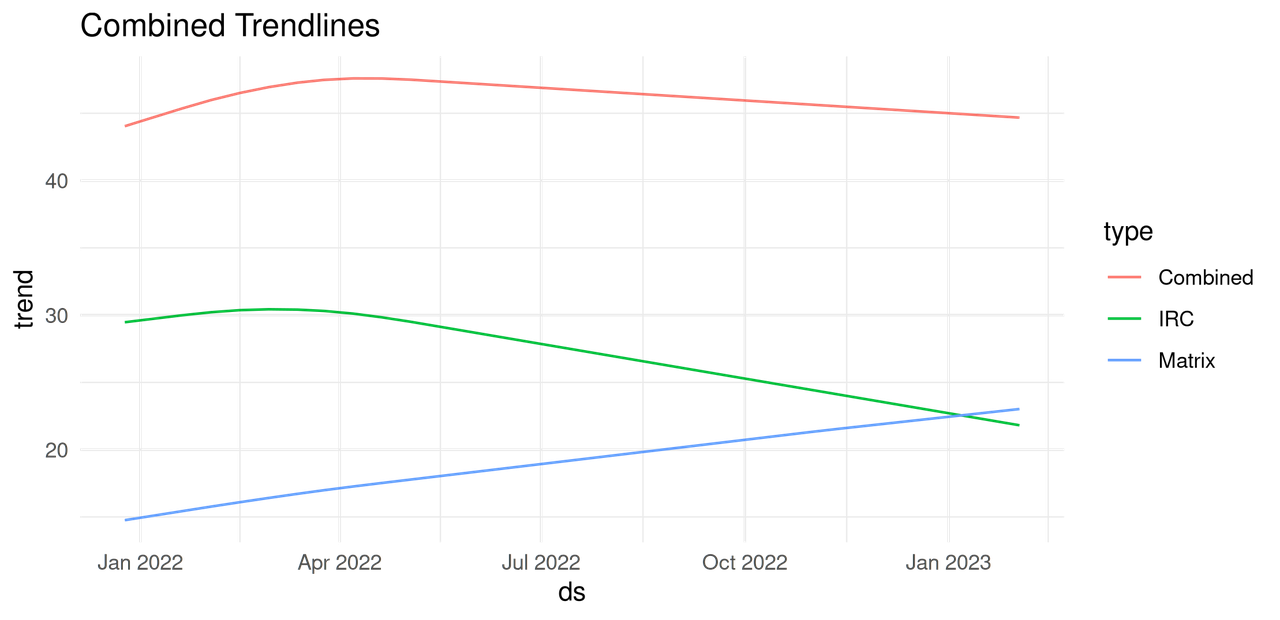 Combined Trendlines
trend
40
30
20
Jan 2022
Apr 2022
Jul 2022
Oct 2022
Jan 2023
ds
type
Combined
IRC
Matrix